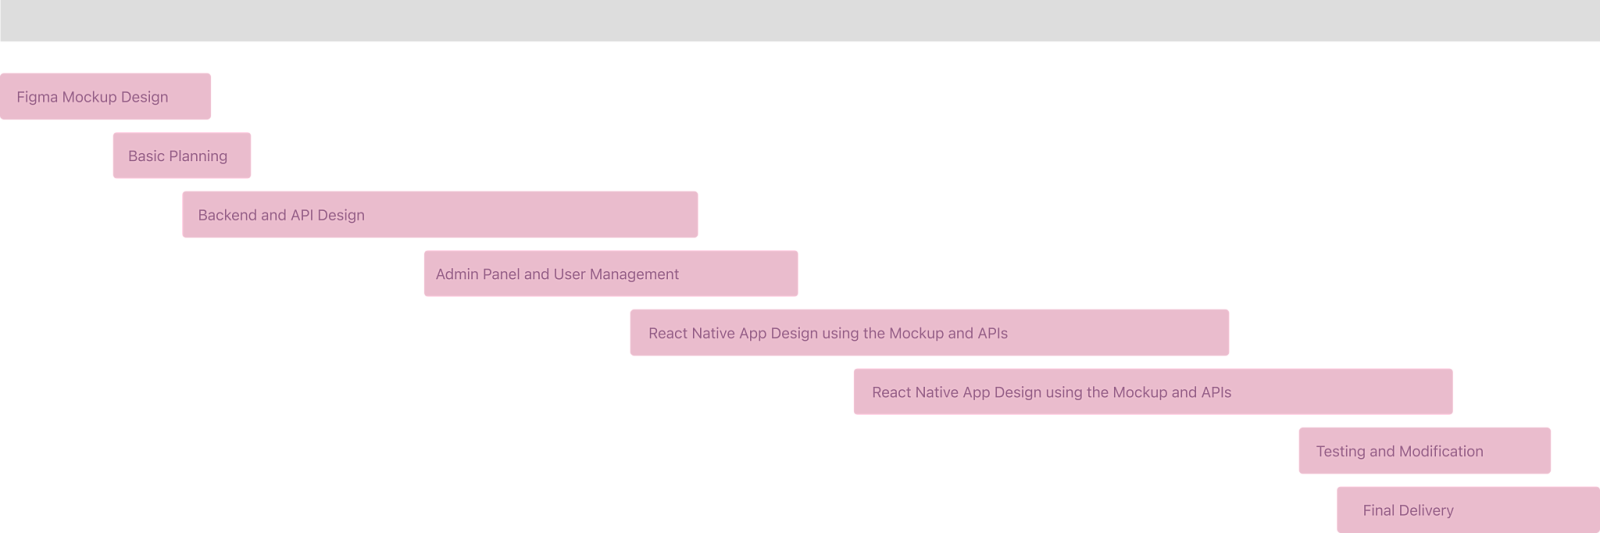 Figma Mockup Design
Basic Planning
Backend and API Design
Admin Panel and User Management
React Native App Design using the Mockup and APIs
React Native App Design using the Mockup and APIs
Testing and Modification
Final Delivery